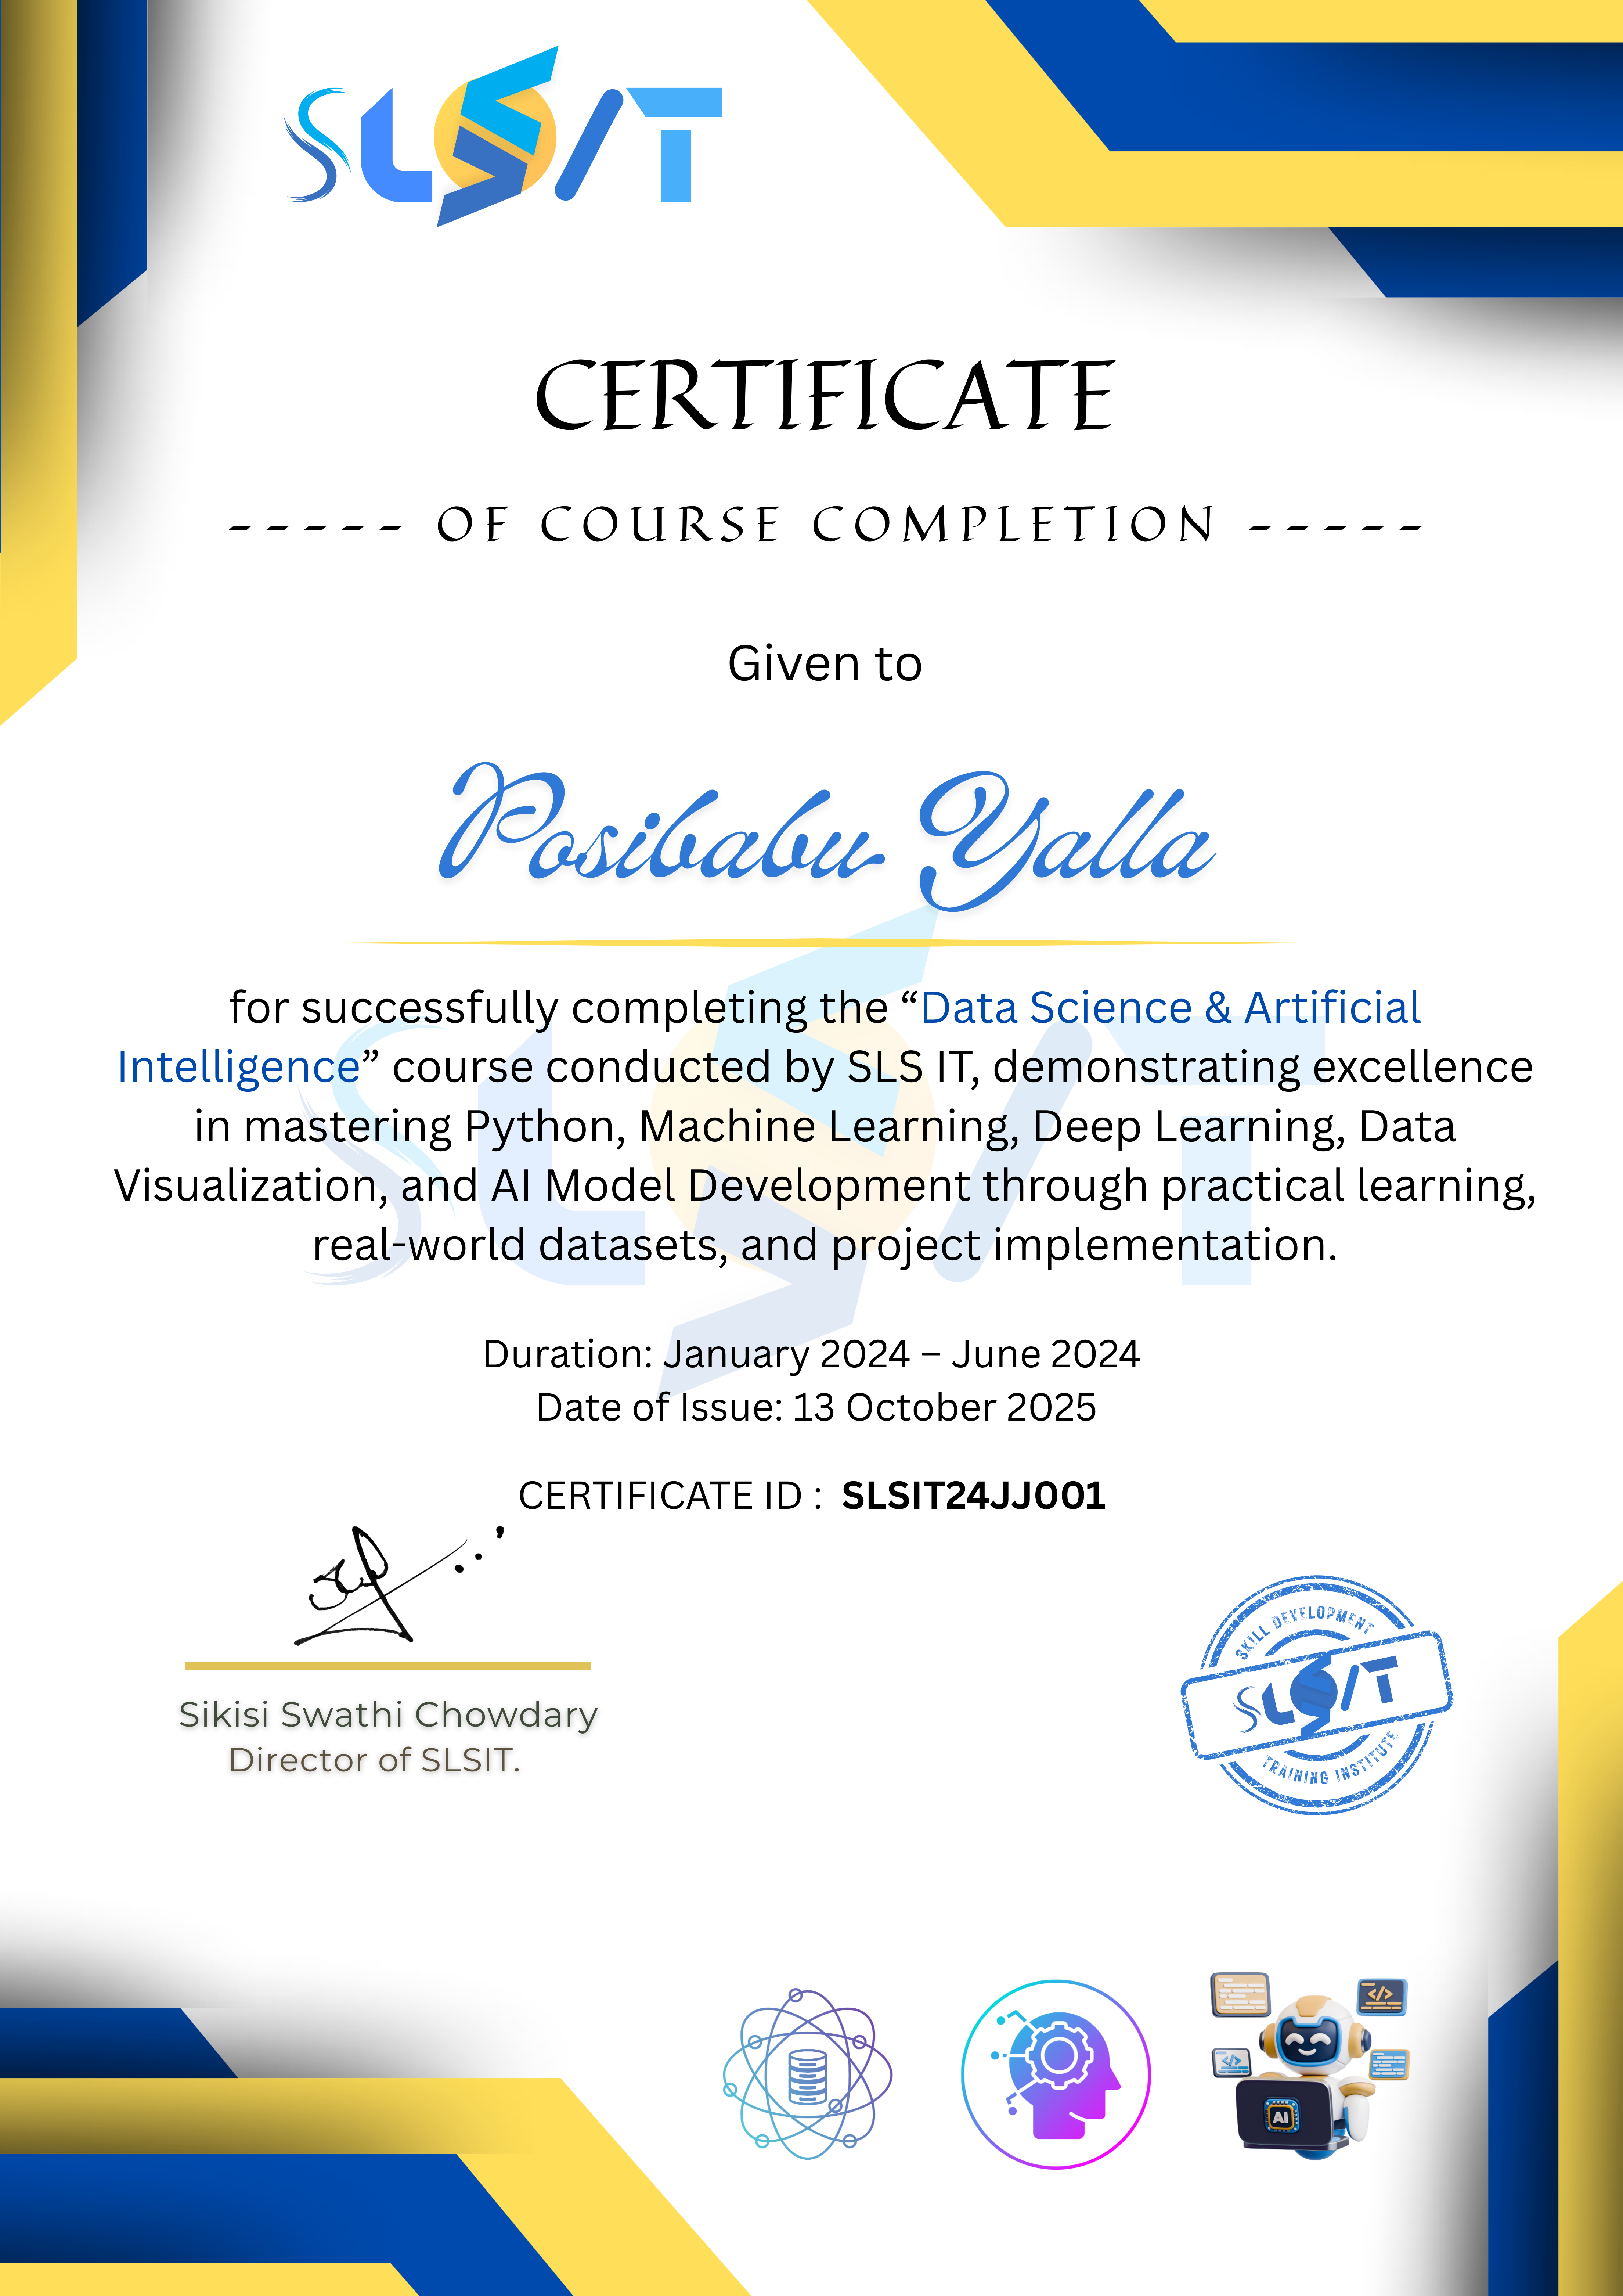 SLSIT
CERTIFICATE
----- OF COURSE COMPLETION -----
Given to
Posibabu Yalla
for successfully completing the “Data Science & Artificial
Intelligence” course conducted by SLS IT, demonstrating excellence
in mastering Python, Machine Learning, Deep Learning, Data
Visualization, and AI Model Development through practical learning,
real-world datasets, and project implementation.
Duration: January 2024 – June 2024
Date of Issue: 13 October 2025
CERTIFICATE ID : SLSIT24JJ001
Sikisi Swathi Chowdary
Director of SLSIT.
SKILL DEVELOPMENT
SLSIT
TRAINING INSTITUTE
</>
</>
AI